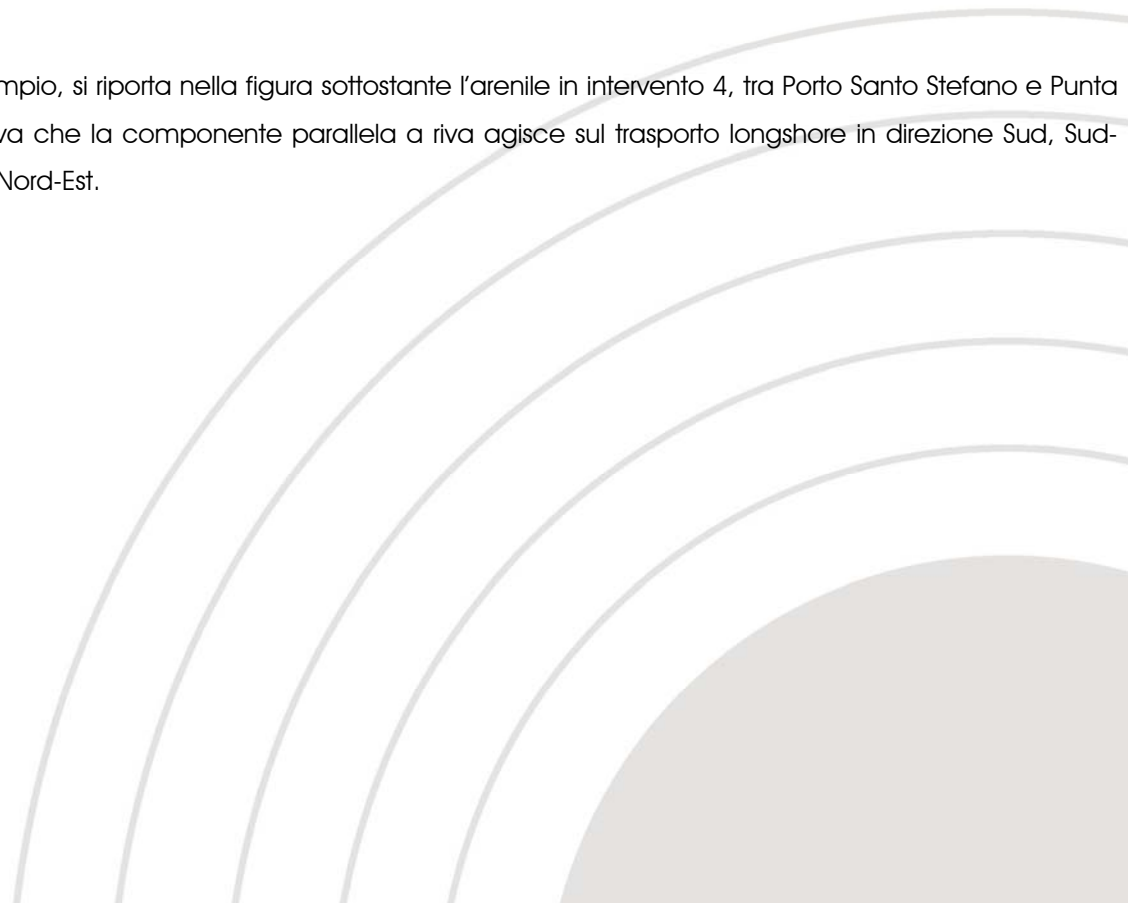 mpio, si riporta nella figura sottostante l’arenile in intervento 4, tra Porto Santo Stefano e Punta
va che la componente parallela a riva agisce sul trasporto longshore in direzione Sud, Sud-
Nord-Est.